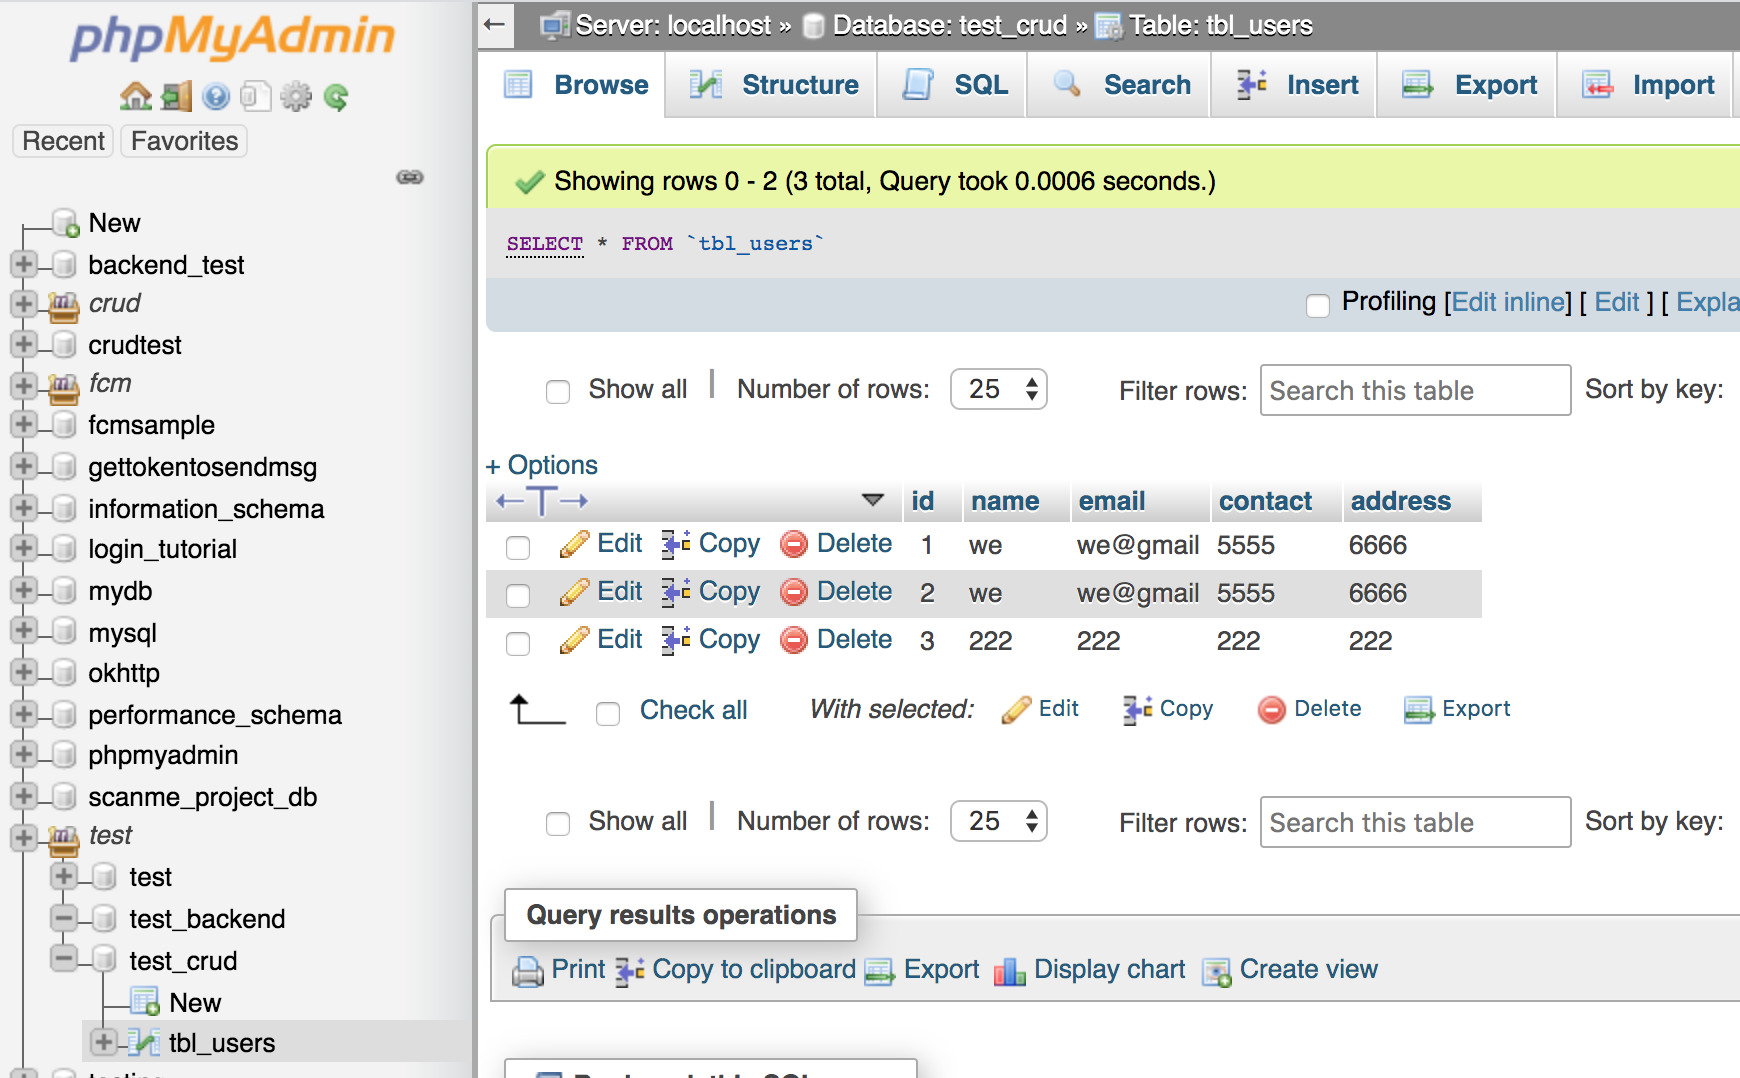 phpMyAdmin
Recent Favorites
New
backend_test
crud
crudtest
fcm
fcmsample
gettokentosendmsg
information_schema
login_tutorial
mydb
mysql
okhttp
performance_schema
phpmyadmin
scanme_project_db
test
test
test_backend
test_crud
New
tbl_users
Server: localhost » Database: test_crud » Table: tbl_users
Browse Structure SQL Search Insert Export Import
Showing rows 0 - 2 (3 total, Query took 0.0006 seconds.)
SELECT * FROM `tbl_users`
Profiling [Edit inline] [ Edit ] [
Show all | Number of rows: 25 Filter rows: Search this table Sort by key:
+ Options
←T→ id name email contact address
Edit Copy Delete 1 we we@gmail 5555 6666
Edit Copy Delete 2 we we@gmail 5555 6666
Edit Copy Delete 3 222 222 222 222
Check all With selected: Edit Copy Delete Export
Show all | Number of rows: 25 Filter rows: Search this table Sort by key:
Query results operations
Print Copy to clipboard Export Display chart Create view